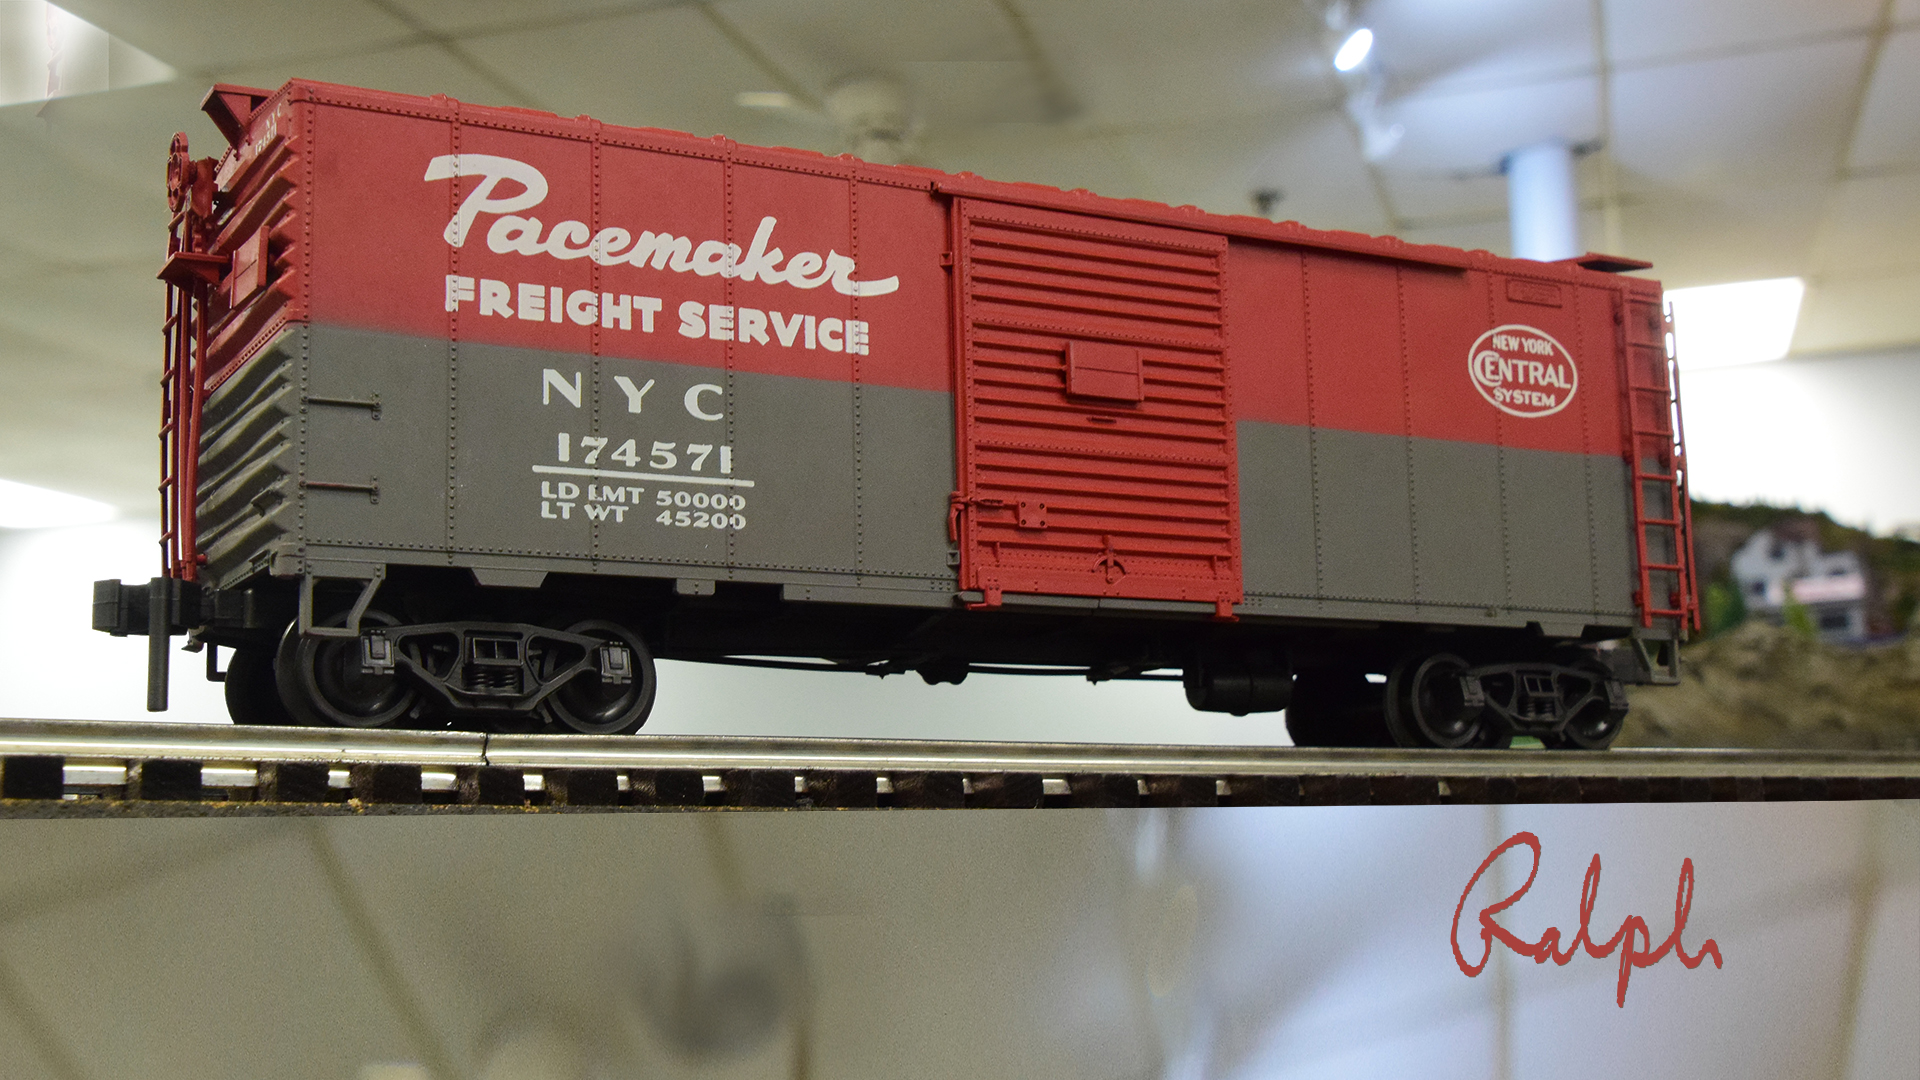 NYC
Pacemaker
FREIGHT SERVICE
N Y C
174571
LD LMT 50000
LT WT 45200
NEW YORK
CENTRAL
SYSTEM
Ralph